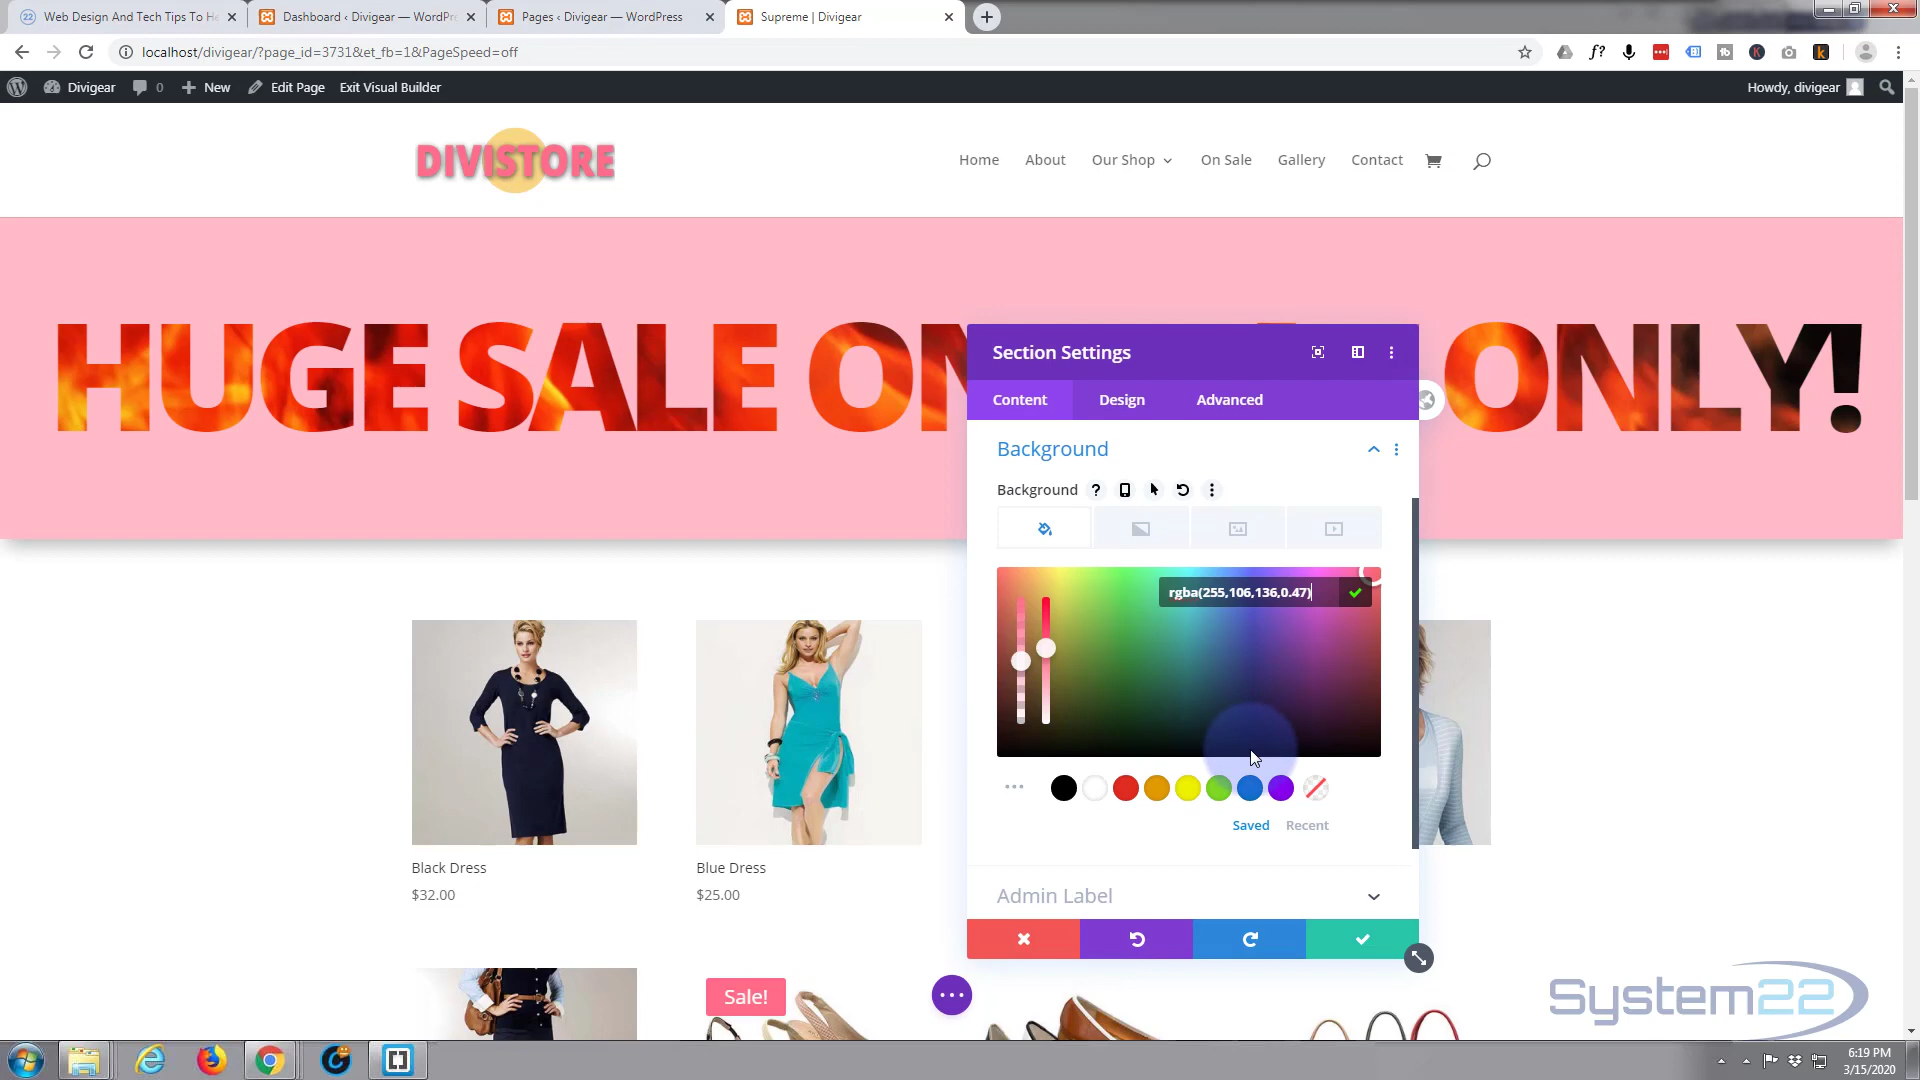 22 Web Design And Tech Tips To He
Dashboard ‹ Divigear — WordPre
Pages ‹ Divigear — WordPress
Supreme | Divigear
localhost/divigear/?page_id=3731&et_fb=1&PageSpeed=off
Divigear
0
New
Edit Page
Exit Visual Builder
Howdy, divigear
DIVISTORE
Home
About
Our Shop
On Sale
Gallery
Contact
HUGE SALE ON ONLY!
Section Settings
Content
Design
Advanced
Background
Background
rgba(255,106,136,0.47)
Saved
Recent
Admin Label
Black Dress
$32.00
Blue Dress
$25.00
Sale!
System22
6:19 PM
3/15/2020